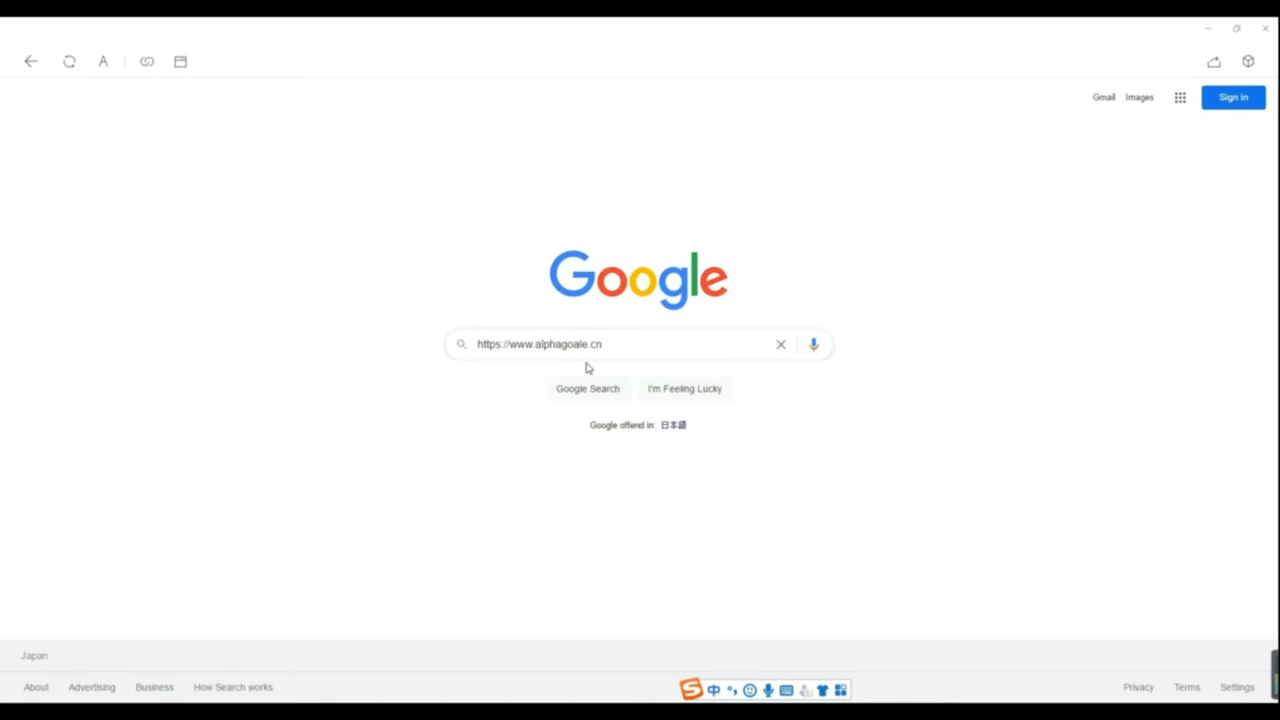 Gmail Images Sign in
Google
https://www.alphagoale.cn
Google Search I'm Feeling Lucky
Google offered in: 日本語
Japan
About Advertising Business How Search works
中
Privacy Terms Settings